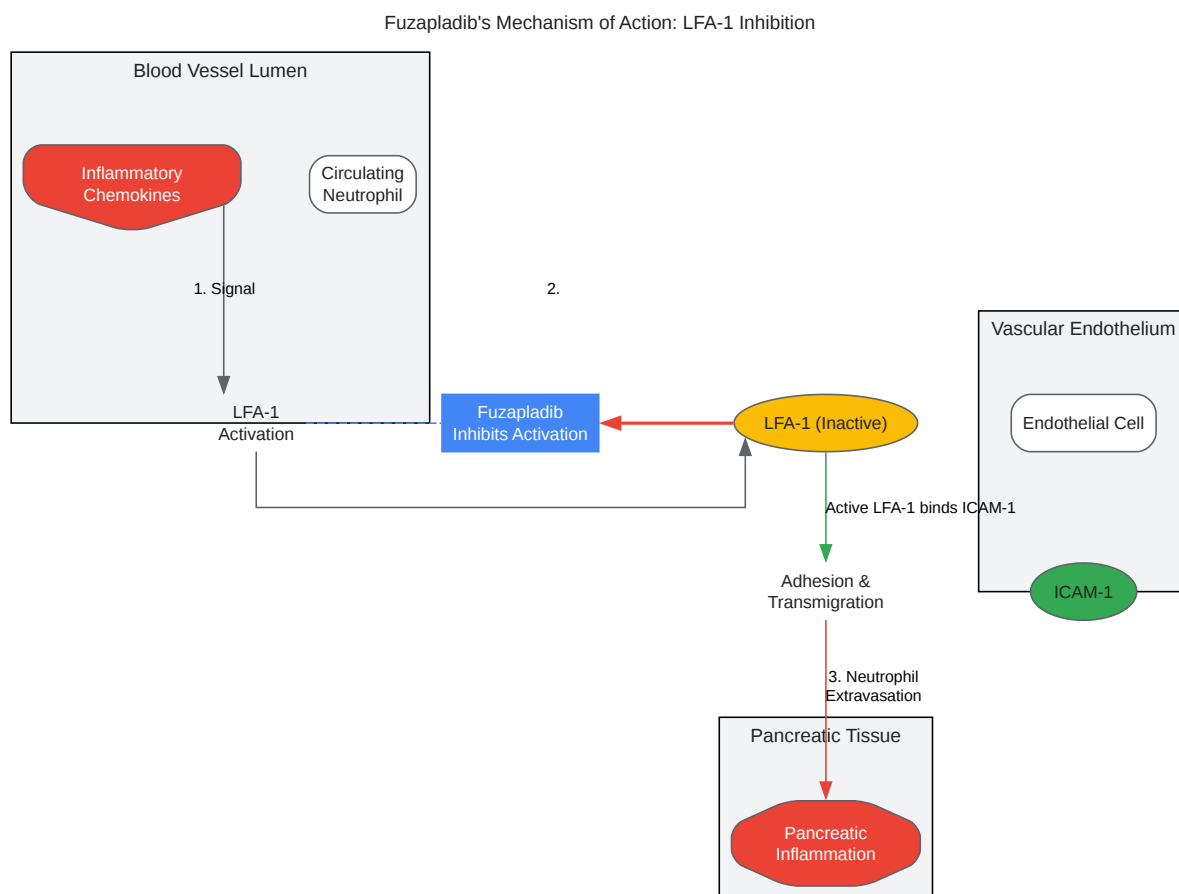 Fuzapladib's Mechanism of Action: LFA-1 Inhibition
Blood Vessel Lumen
Inflammatory
Chemokines
Circulating
Neutrophil
1. Signal
2.
Vascular Endothelium
LFA-1
Activation
Fuzapladib
Inhibits Activation
LFA-1 (Inactive)
Endothelial Cell
Active LFA-1 binds ICAM-1
Adhesion &
Transmigration
ICAM-1
3. Neutrophil
Extravasation
Pancreatic Tissue
Pancreatic
Inflammation